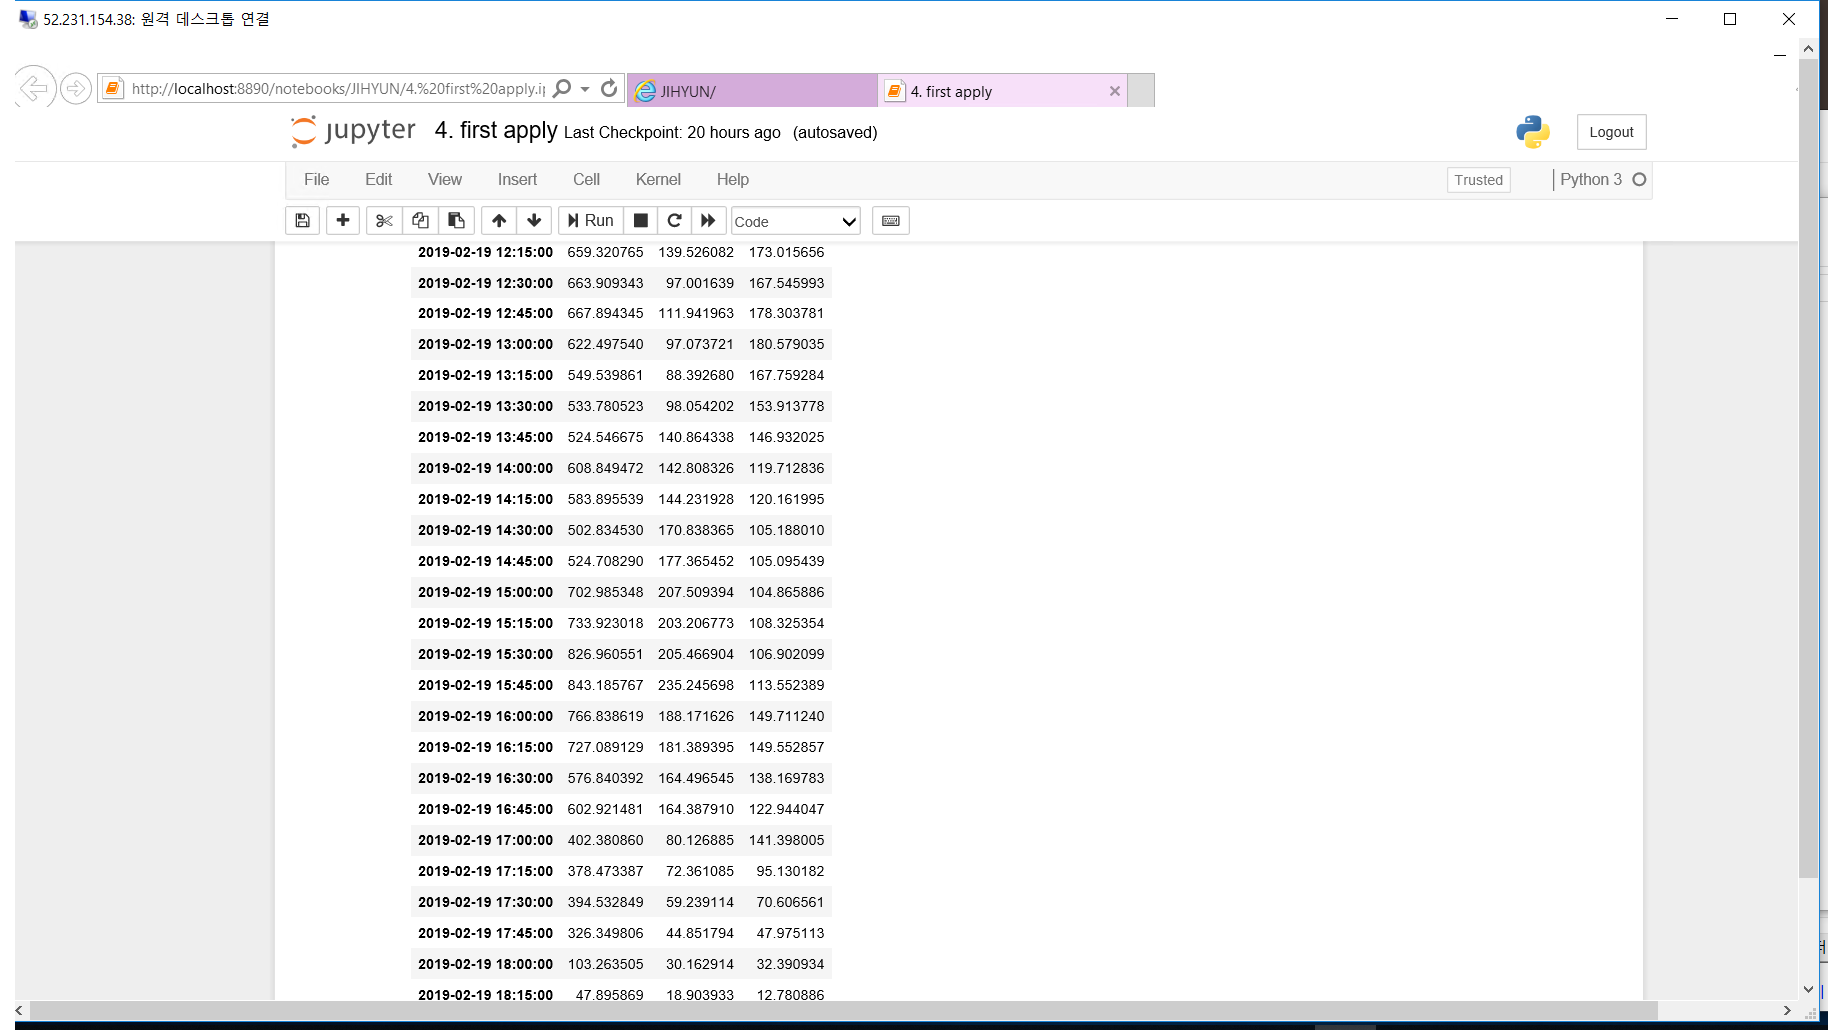 52.231.154.38: 원격 데스크톱 연결
http://localhost:8890/notebooks/JIHYUN/4.%20first%20apply.ip
JIHYUN/
4. first apply
jupyter 4. first apply Last Checkpoint: 20 hours ago (autosaved)
Logout
File Edit View Insert Cell Kernel Help
Trusted
Python 3
Run
Code
2019-02-19 12:15:00 659.320765 139.526082 173.015656
2019-02-19 12:30:00 663.909343 97.001639 167.545993
2019-02-19 12:45:00 667.894345 111.941963 178.303781
2019-02-19 13:00:00 622.497540 97.073721 180.579035
2019-02-19 13:15:00 549.539861 88.392680 167.759284
2019-02-19 13:30:00 533.780523 98.054202 153.913778
2019-02-19 13:45:00 524.546675 140.864338 146.932025
2019-02-19 14:00:00 608.849472 142.808326 119.712836
2019-02-19 14:15:00 583.895539 144.231928 120.161995
2019-02-19 14:30:00 502.834530 170.838365 105.188010
2019-02-19 14:45:00 524.708290 177.365452 105.095439
2019-02-19 15:00:00 702.985348 207.509394 104.865886
2019-02-19 15:15:00 733.923018 203.206773 108.325354
2019-02-19 15:30:00 826.960551 205.466904 106.902099
2019-02-19 15:45:00 843.185767 235.245698 113.552389
2019-02-19 16:00:00 766.838619 188.171626 149.711240
2019-02-19 16:15:00 727.089129 181.389395 149.552857
2019-02-19 16:30:00 576.840392 164.496545 138.169783
2019-02-19 16:45:00 602.921481 164.387910 122.944047
2019-02-19 17:00:00 402.380860 80.126885 141.398005
2019-02-19 17:15:00 378.473387 72.361085 95.130182
2019-02-19 17:30:00 394.532849 59.239114 70.606561
2019-02-19 17:45:00 326.349806 44.851794 47.975113
2019-02-19 18:00:00 103.263505 30.162914 32.390934
2019-02-19 18:15:00 47.895869 18.903933 12.780886